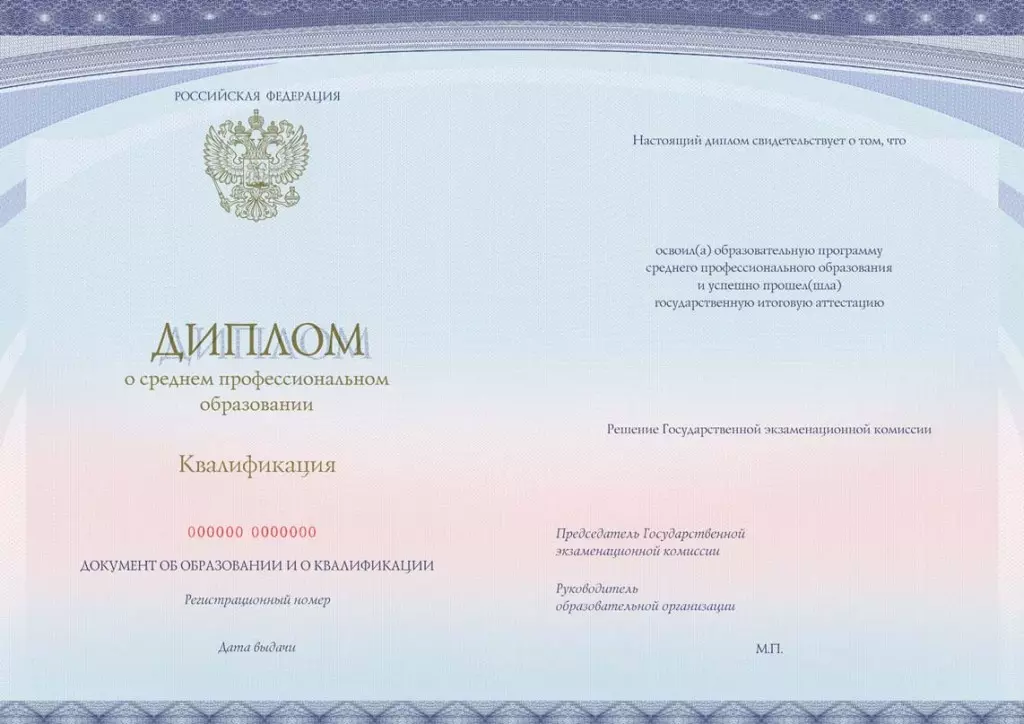 РОССИЙСКАЯ ФЕДЕРАЦИЯ
ДИПЛОМ
о среднем профессиональном
образовании
Квалификация
000000 0000000
ДОКУМЕНТ ОБ ОБРАЗОВАНИИ И О КВАЛИФИКАЦИИ
Регистрационный номер
Дата выдачи
Настоящий диплом свидетельствует о том, что
освоил(а) образовательную программу
среднего профессионального образования
и успешно прошел(шла)
государственную итоговую аттестацию
Решение Государственной экзаменационной комиссии
Председатель Государственной
экзаменационной комиссии
Руководитель
образовательной организации
М.П.